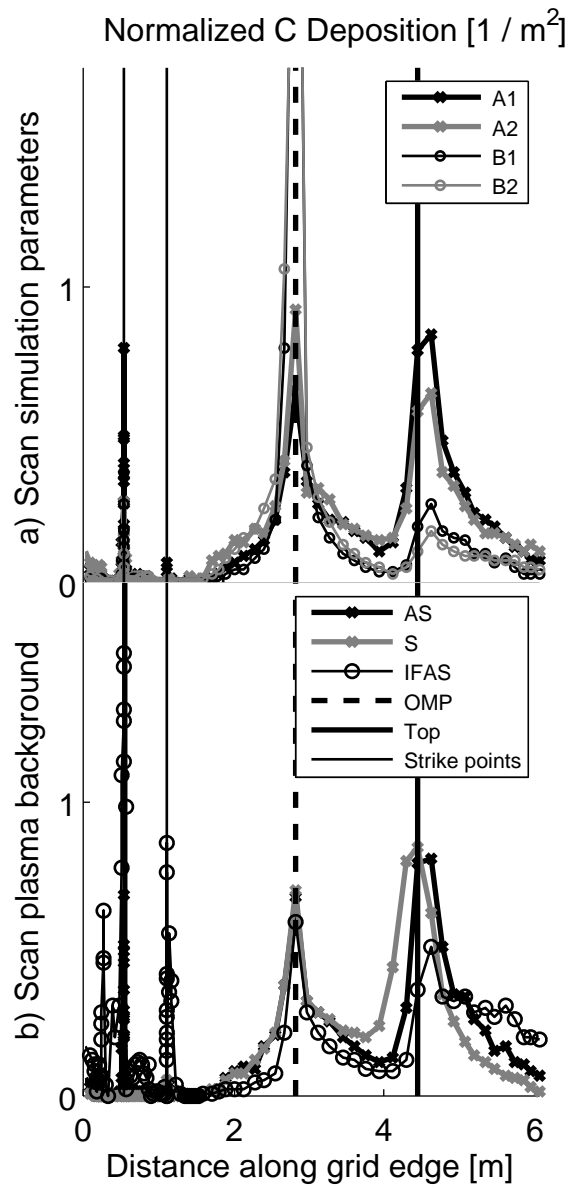 Normalized C Deposition [1 / m²]
a) Scan simulation parameters
1
0
A1
A2
B1
B2
b) Scan plasma background
1
0
AS
S
IFAS
OMP
Top
Strike points
0
2
4
6
Distance along grid edge [m]